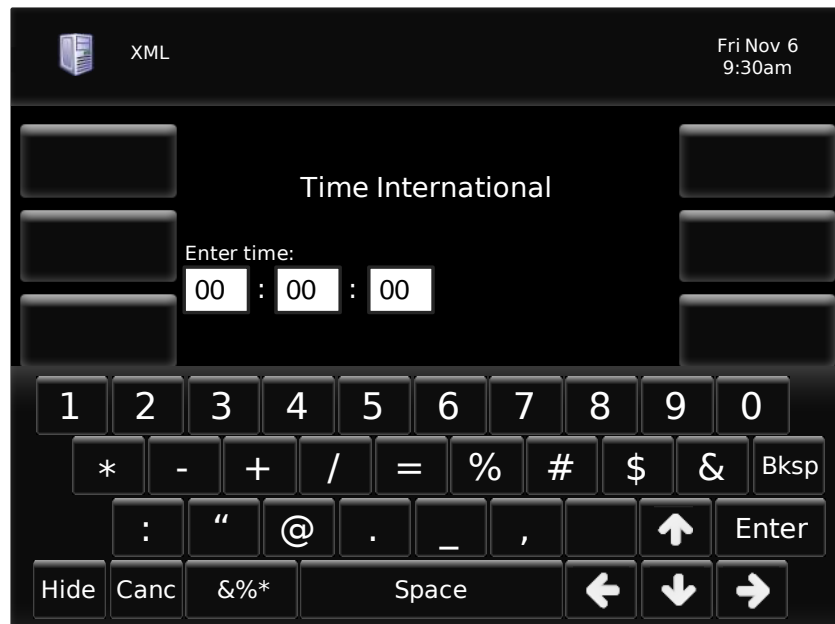 XML
Fri Nov 6
9:30am
Time International
Enter time:
00 : 00 : 00
1 2 3 4 5 6 7 8 9 0
* - + / = % # $ & Bksp
: “ @ . _ , Enter
Hide Canc &%* Space